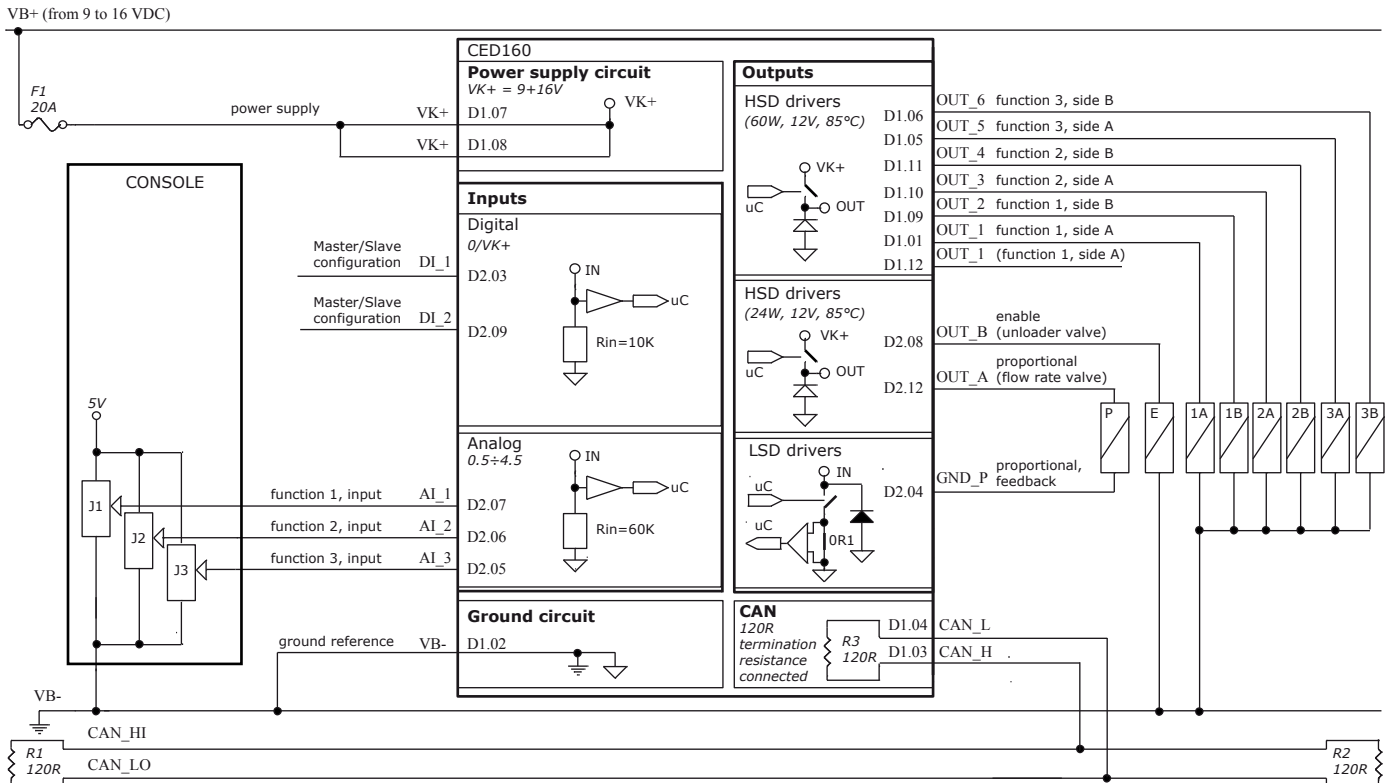 VB+ (from 9 to 16 VDC)
F1
20A
power supply
CED160
Power supply circuit
VK+ = 9÷16V
VK+
VK+ D1.07
VK+ D1.08
CONSOLE
5V
J1
J2
J3
Inputs
Digital
0/VK+
Master/Slave
configuration DI_1
D2.03
Master/Slave
configuration DI_2
D2.09
IN
uC
Rin=10K
Analog
0.5÷4.5
IN
uC
Rin=60K
function 1, input AI_1
D2.07
function 2, input AI_2
D2.06
function 3, input AI_3
D2.05
Ground circuit
ground reference VB- D1.02
Outputs
HSD drivers
(60W, 12V, 85°C)
VK+
uC
OUT
D1.06 OUT_6 function 3, side B
D1.05 OUT_5 function 3, side A
D1.11 OUT_4 function 2, side B
D1.10 OUT_3 function 2, side A
D1.09 OUT_2 function 1, side B
D1.01 OUT_1 function 1, side A
D1.12 OUT_1 (function 1, side A)
HSD drivers
(24W, 12V, 85°C)
VK+
uC
OUT
enable
D2.08 OUT_B (unloader valve)
proportional
D2.12 OUT_A (flow rate valve)
LSD drivers
IN
uC
uC
0R1
D2.04 GND_P proportional,
feedback
P
E
1A
1B
2A
2B
3A
3B
CAN
120R
termination
resistance
connected
R3
120R
D1.04 CAN_L
D1.03 CAN_H
VB-
CAN_HI
R1
120R
CAN_LO
R2
120R